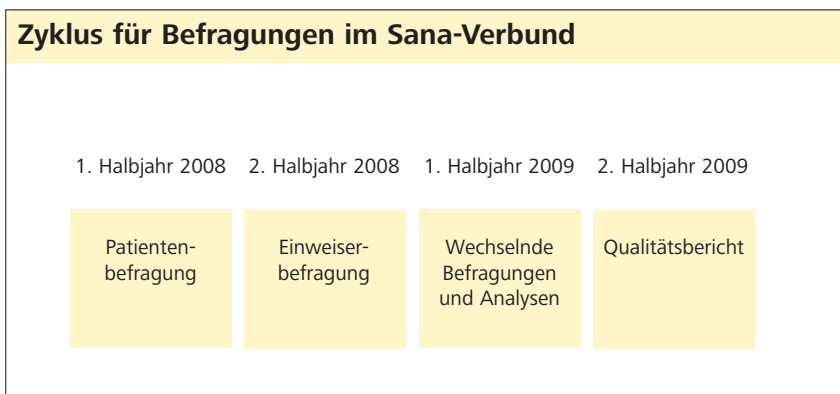 Zyklus für Befragungen im Sana-Verbund
1. Halbjahr 2008 2. Halbjahr 2008 1. Halbjahr 2009 2. Halbjahr 2009
Patienten-
befragung
Einweiser-
befragung
Wechselnde
Befragungen
und Analysen
Qualitätsbericht